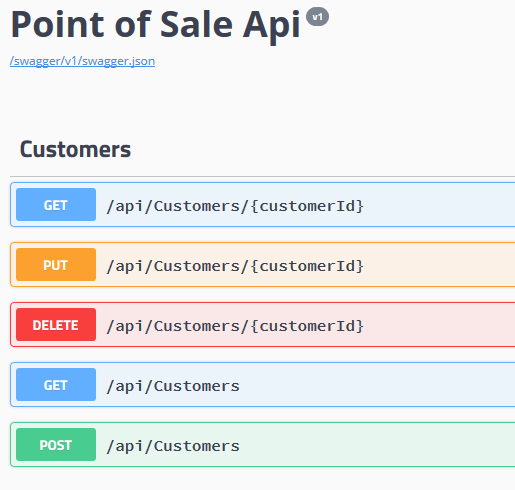 Point of Sale Api v1
/swagger/v1/swagger.json
Customers
GET /api/Customers/{customerId}
PUT /api/Customers/{customerId}
DELETE /api/Customers/{customerId}
GET /api/Customers
POST /api/Customers